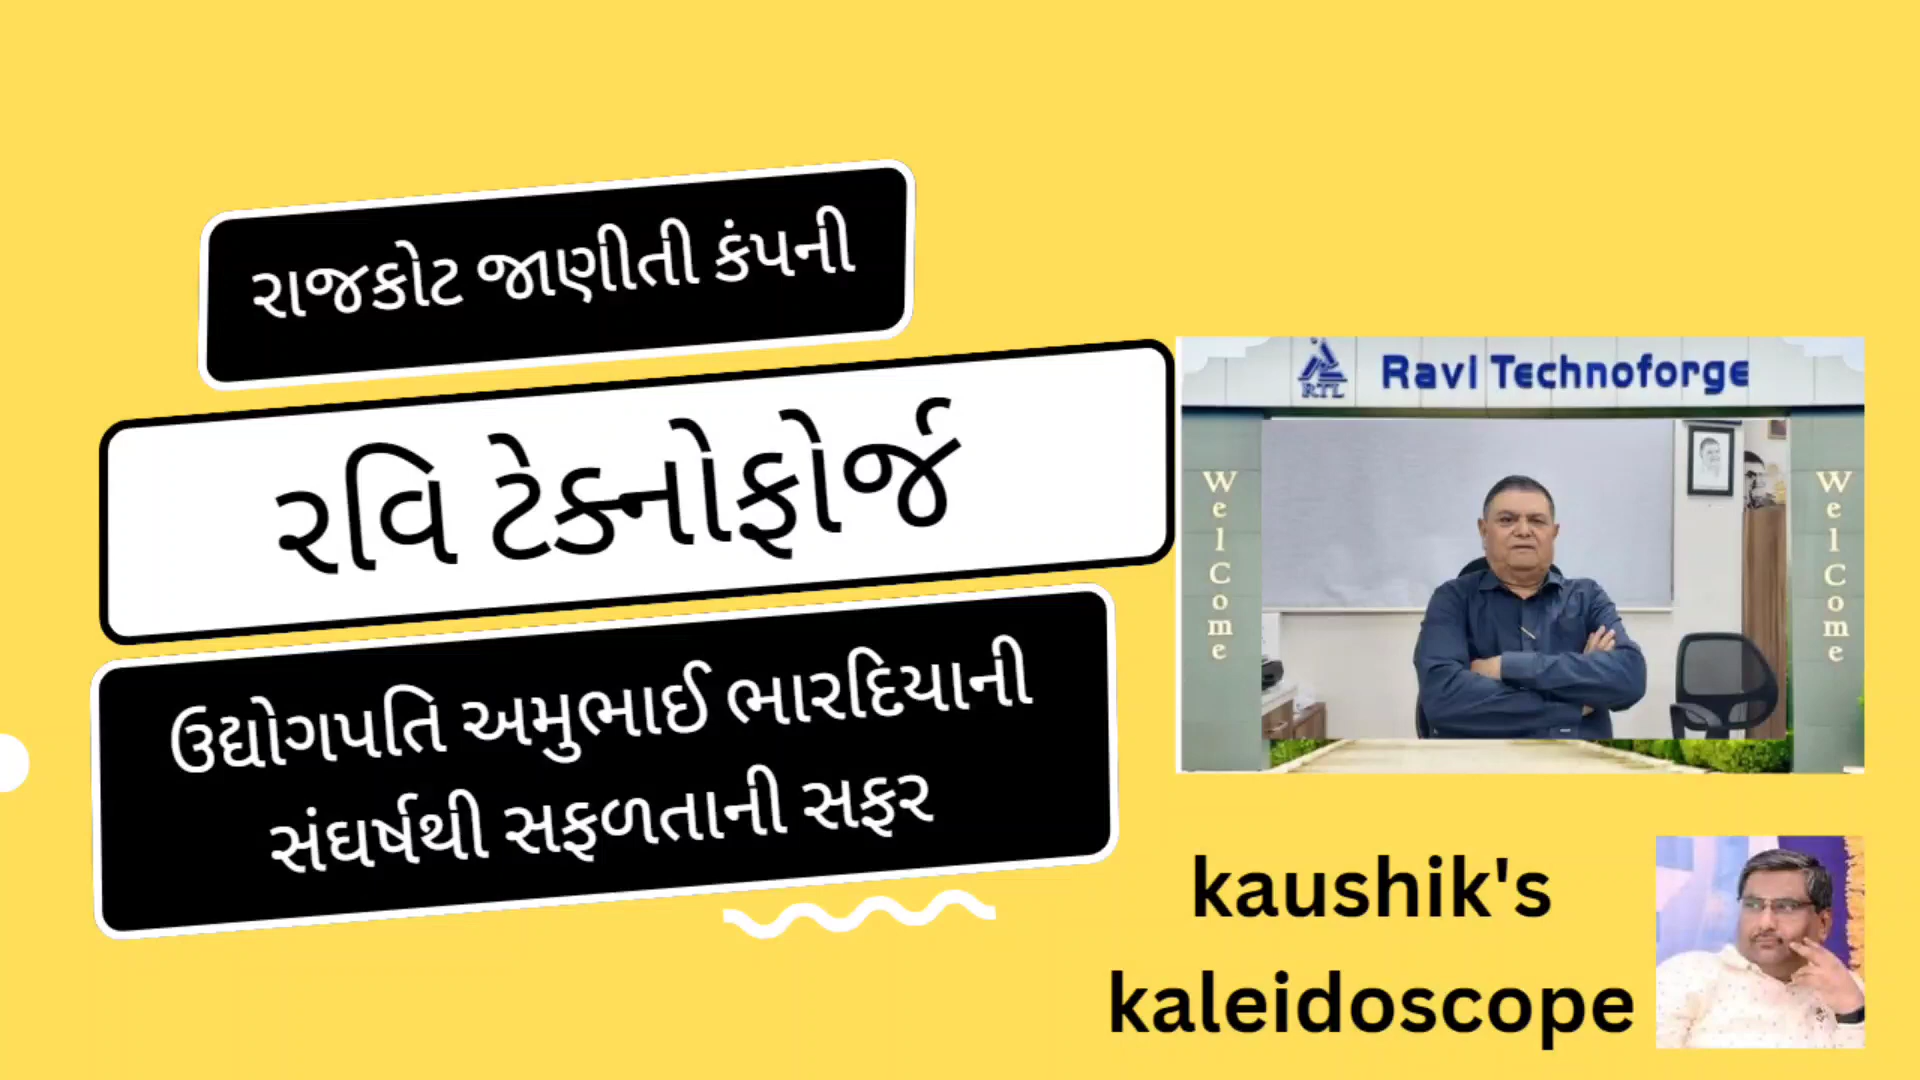 રાજકોટ જાણીતી કંપની
રવિ ટેક્નોફોર્જ
ઉદ્યોગપતિ અમુભાઈ ભારદિયાની
સંઘર્ષથી સફળતાની સફર
RTL Ravi Technoforge
WelCome
WelCome
kaushik's
kaleidoscope